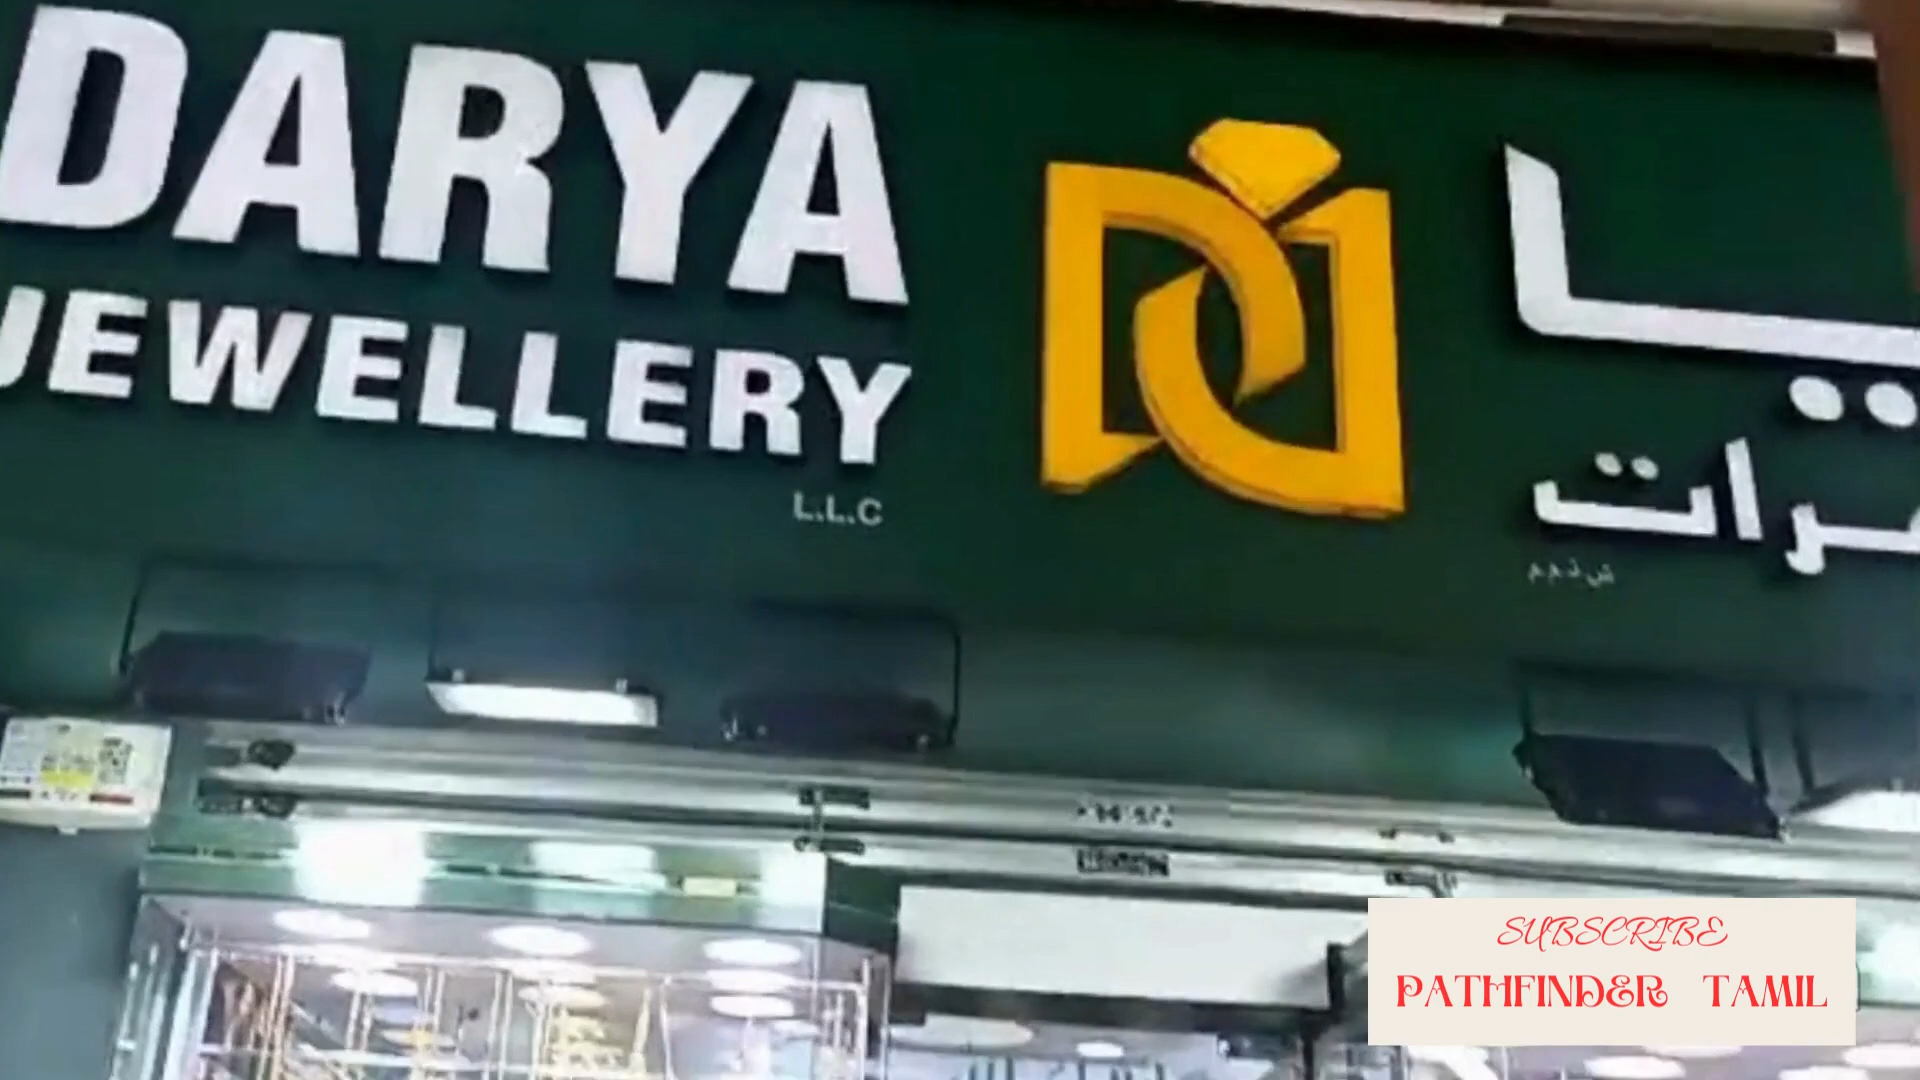 DARYA
JEWELLERY
L.L.C
ش.ذ.م.م
SUBSCRIBE
PATHFINDER TAMIL